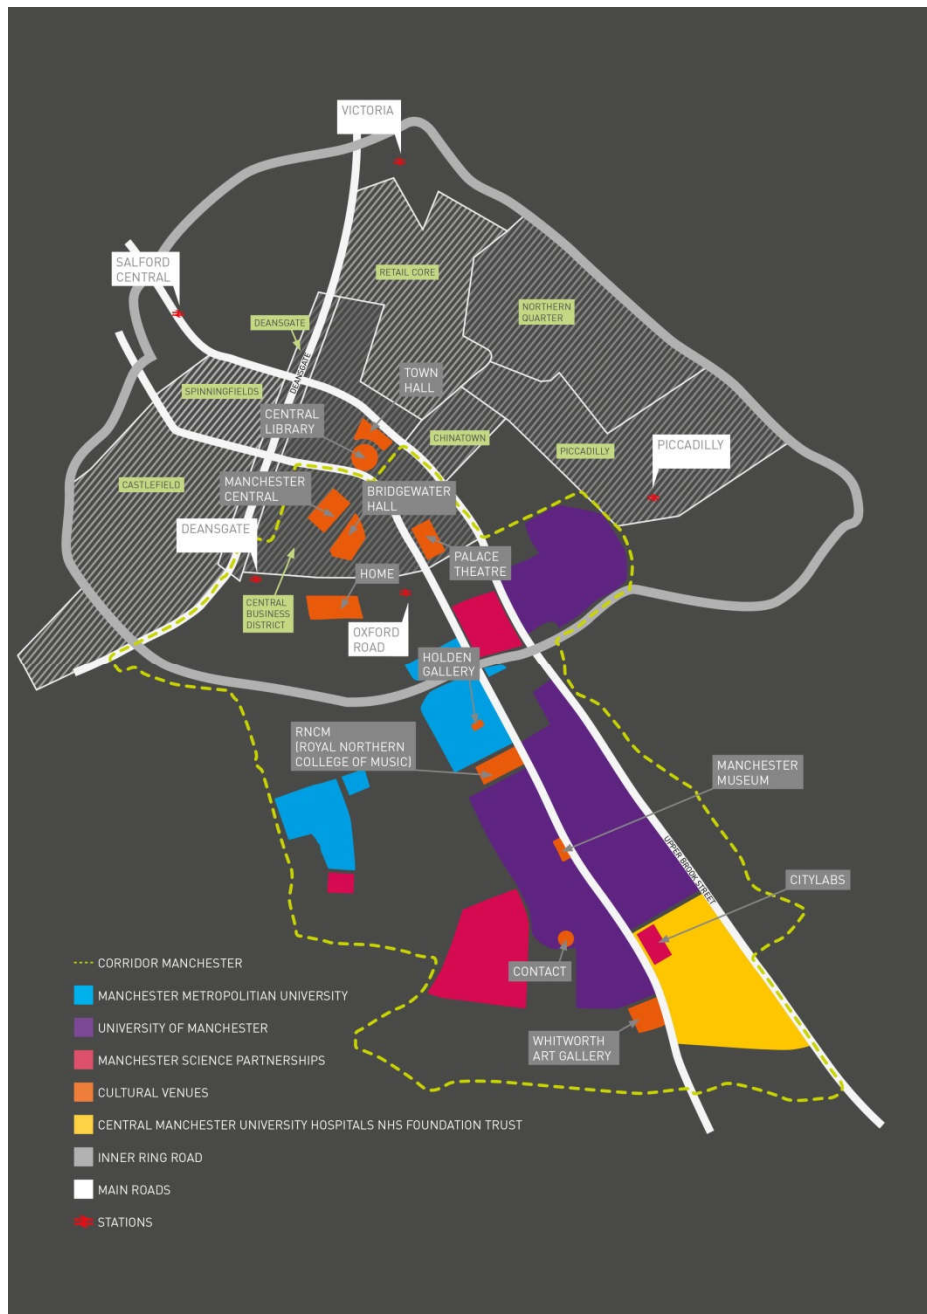 VICTORIA
SALFORD
CENTRAL
RETAIL CORE
NORTHERN
QUARTER
DEANSGATE
DEANSGATE
TOWN
HALL
SPINNINGFIELDS
CENTRAL
LIBRARY
CHINATOWN
PICCADILLY
PICCADILLY
CASTLEFIELD
MANCHESTER
CENTRAL
BRIDGEWATER
HALL
DEANSGATE
PALACE
THEATRE
HOME
CENTRAL
BUSINESS
DISTRICT
OXFORD
ROAD
HOLDEN
GALLERY
RNCM
(ROYAL NORTHERN
COLLEGE OF MUSIC)
MANCHESTER
MUSEUM
UPPER BROOK STREET
CITYLABS
CONTACT
WHITWORTH
ART GALLERY
CORRIDOR MANCHESTER
MANCHESTER METROPOLITIAN UNIVERSITY
UNIVERSITY OF MANCHESTER
MANCHESTER SCIENCE PARTNERSHIPS
CULTURAL VENUES
CENTRAL MANCHESTER UNIVERSITY HOSPITALS NHS FOUNDATION TRUST
INNER RING ROAD
MAIN ROADS
STATIONS